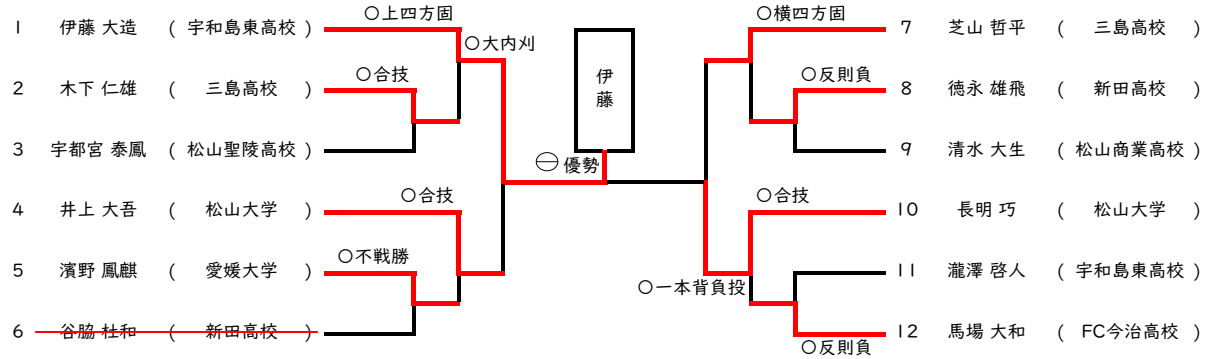 ○上四方固
○横四方固
1 伊藤 大造 ( 宇和島東高校 )
7 芝山 哲平 ( 三島高校 )
○大内刈
○合技
○反則負
伊藤
2 木下 仁雄 ( 三島高校 )
8 徳永 雄飛 ( 新田高校 )
3 宇都宮 泰鳳 ( 松山聖陵高校 )
9 清水 大生 ( 松山商業高校 )
㊀ 優勢
○合技
○合技
4 井上 大吾 ( 松山大学 )
10 長明 巧 ( 松山大学 )
○不戦勝
5 濱野 鳳麒 ( 愛媛大学 )
11 瀧澤 啓人 ( 宇和島東高校 )
○一本背負投
6 谷脇 杜和 ( 新田高校 )
12 馬場 大和 ( FC今治高校 )
○反則負